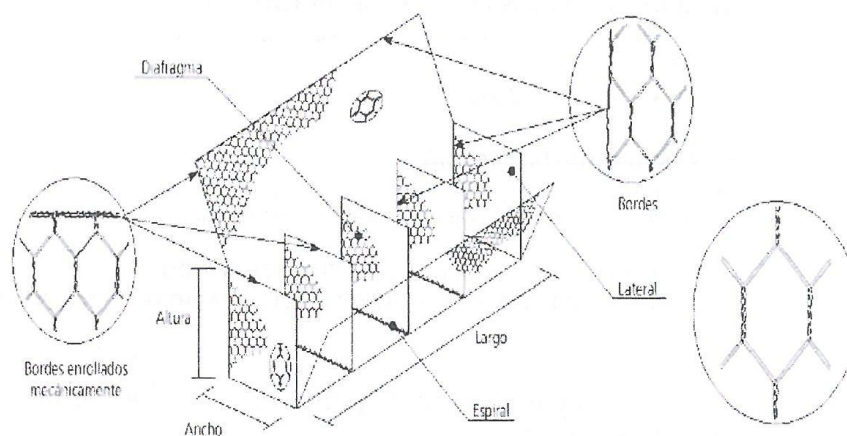 Diafragma
Bordes
Lateral
Altura
Largo
Bordes enrollados
mecánicamente
Espiral
Ancho